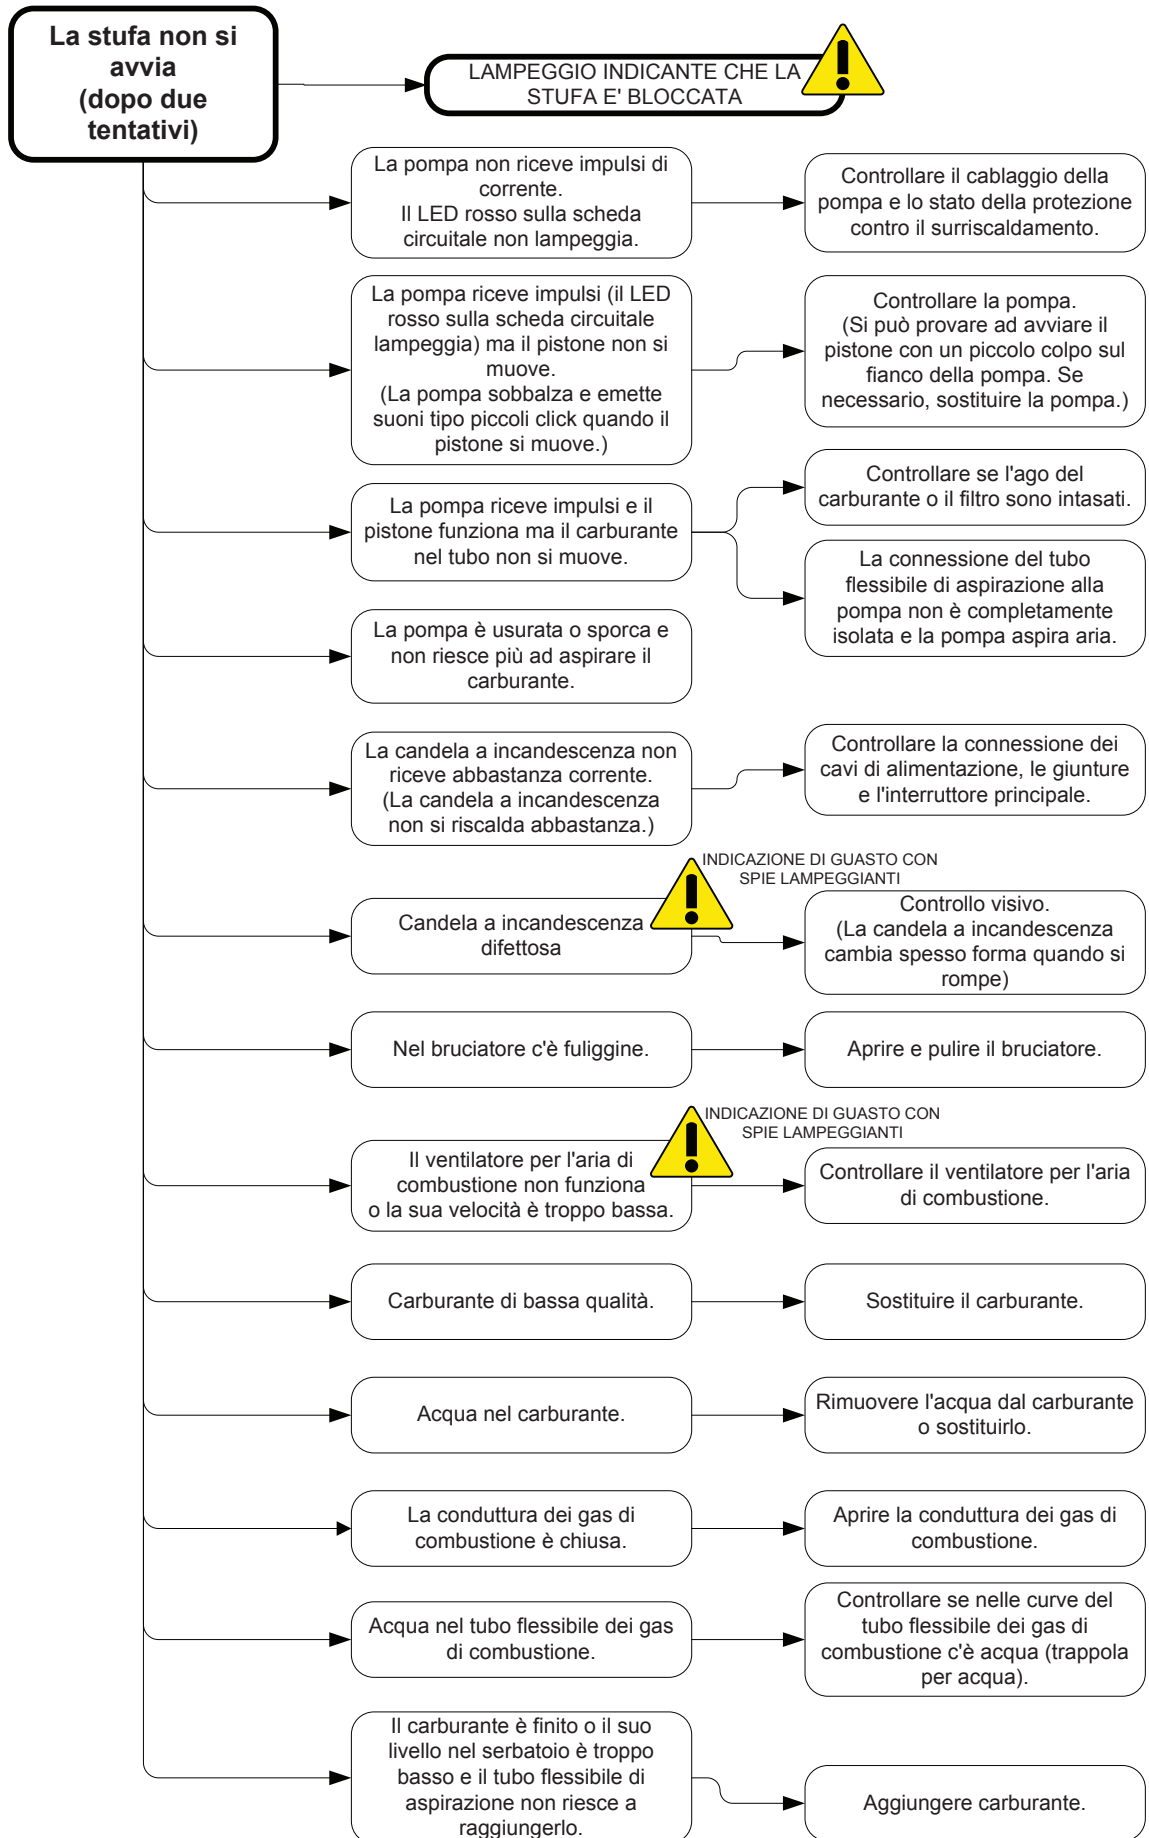 La stufa non si
avvia
(dopo due
tentativi)
LAMPEGGIO INDICANTE CHE LA
STUFA E' BLOCCATA
La pompa non riceve impulsi di
corrente.
Il LED rosso sulla scheda
circuitale non lampeggia.
Controllare il cablaggio della
pompa e lo stato della protezione
contro il surriscaldamento.
La pompa riceve impulsi (il LED
rosso sulla scheda circuitale
lampeggia) ma il pistone non si
muove.
(La pompa sobbalza e emette
suoni tipo piccoli click quando il
pistone si muove.)
Controllare la pompa.
(Si può provare ad avviare il
pistone con un piccolo colpo sul
fianco della pompa. Se
necessario, sostituire la pompa.)
La pompa riceve impulsi e il
pistone funziona ma il carburante
nel tubo non si muove.
Controllare se l'ago del
carburante o il filtro sono intasati.
La connessione del tubo
flessibile di aspirazione alla
pompa non è completamente
isolata e la pompa aspira aria.
La pompa è usurata o sporca e
non riesce più ad aspirare il
carburante.
La candela a incandescenza non
riceve abbastanza corrente.
(La candela a incandescenza
non si riscalda abbastanza.)
Controllare la connessione dei
cavi di alimentazione, le giunture
e l'interruttore principale.
INDICAZIONE DI GUASTO CON
SPIE LAMPEGGIANTI
Candela a incandescenza
difettosa
Controllo visivo.
(La candela a incandescenza
cambia spesso forma quando si
rompe)
Nel bruciatore c'è fuliggine.
Aprire e pulire il bruciatore.
INDICAZIONE DI GUASTO CON
SPIE LAMPEGGIANTI
Il ventilatore per l'aria di
combustione non funziona
o la sua velocità è troppo bassa.
Controllare il ventilatore per l'aria
di combustione.
Carburante di bassa qualità.
Sostituire il carburante.
Acqua nel carburante.
Rimuovere l'acqua dal carburante
o sostituirlo.
La conduttura dei gas di
combustione è chiusa.
Aprire la conduttura dei gas di
combustione.
Acqua nel tubo flessibile dei gas
di combustione.
Controllare se nelle curve del
tubo flessibile dei gas di
combustione c'è acqua (trappola
per acqua).
Il carburante è finito o il suo
livello nel serbatoio è troppo
basso e il tubo flessibile di
aspirazione non riesce a
raggiungerlo.
Aggiungere carburante.